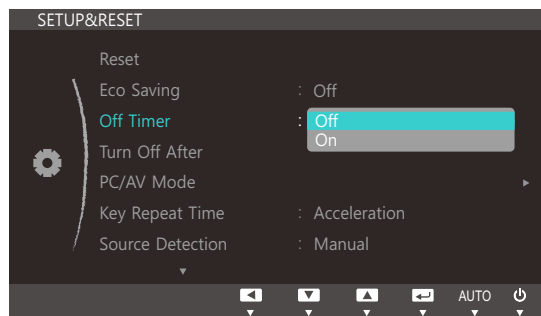 SETUP&RESET
Reset
Eco Saving : Off
Off Timer : Off
On
Turn Off After
PC/AV Mode
Key Repeat Time : Acceleration
Source Detection : Manual
AUTO